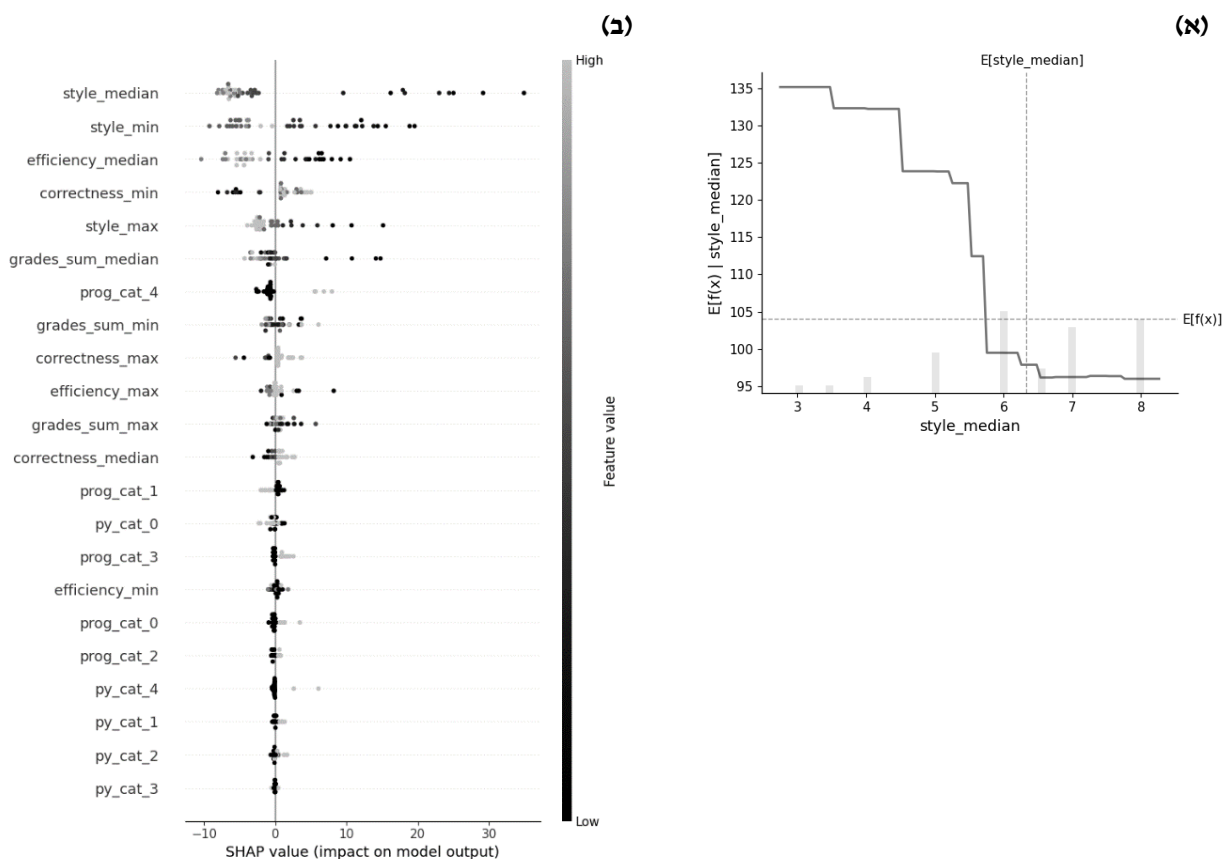 (ב)
(א)
High
style_median
style_min
efficiency_median
correctness_min
style_max
grades_sum_median
prog_cat_4
grades_sum_min
correctness_max
efficiency_max
grades_sum_max
correctness_median
prog_cat_1
py_cat_0
prog_cat_3
efficiency_min
prog_cat_0
prog_cat_2
py_cat_4
py_cat_1
py_cat_2
py_cat_3
Feature value
Low
−10 0 10 20 30
SHAP value (impact on model output)
E[style_median]
135
130
125
120
115
110
105
100
95
E[f(x) | style_median]
E[f(x)]
3 4 5 6 7 8
style_median